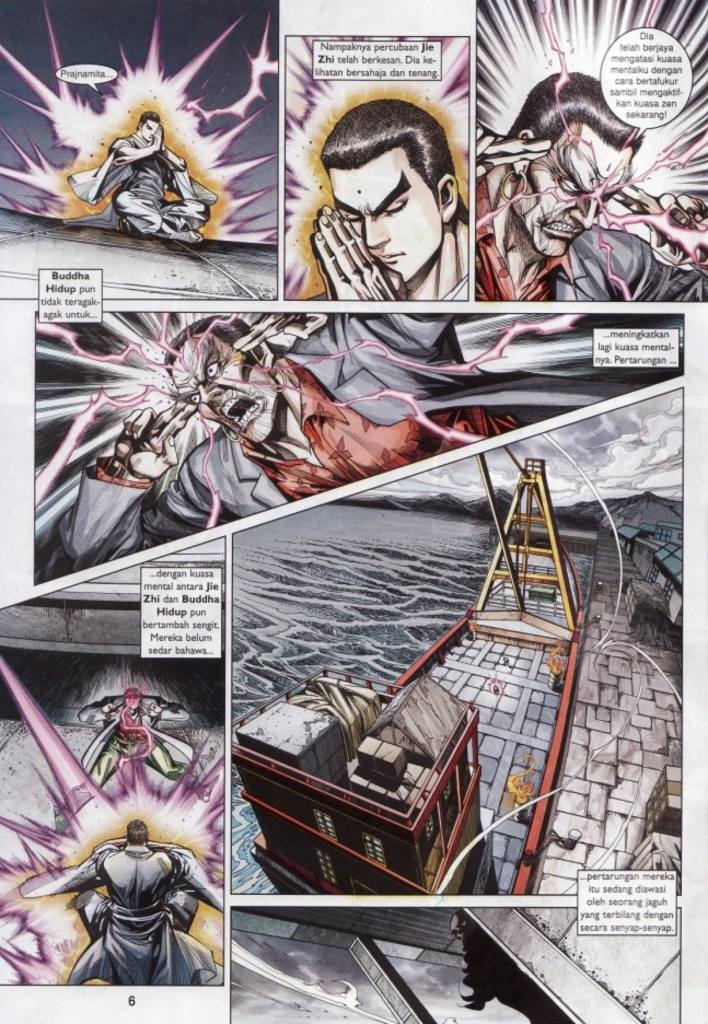 Prajnamita...
Nampaknya percubaan Jie
Zhi telah berkesan. Dia ke-
lihatan bersahaja dan tenang.
Dia
telah berjaya
mengatasi kuasa
mentaiku dengan
cara bertafukur
sambil mengaktif-
kan kuasa zen
sekarang!
Buddha
Hidup pun
tidak teragak-
agak untuk...
...meningkatkan
lagi kuasa mental-
nya. Pertarungan ...
...dengan kuasa
mental antara Jie
Zhi dan Buddha
Hidup pun
bertambah sengit.
Mereka belum
sedar bahawa...
...pertarungan mereka
itu sedang diawasi
oleh seorang jaguh
yang terbilang dengan
secara senyap-senyap.
6